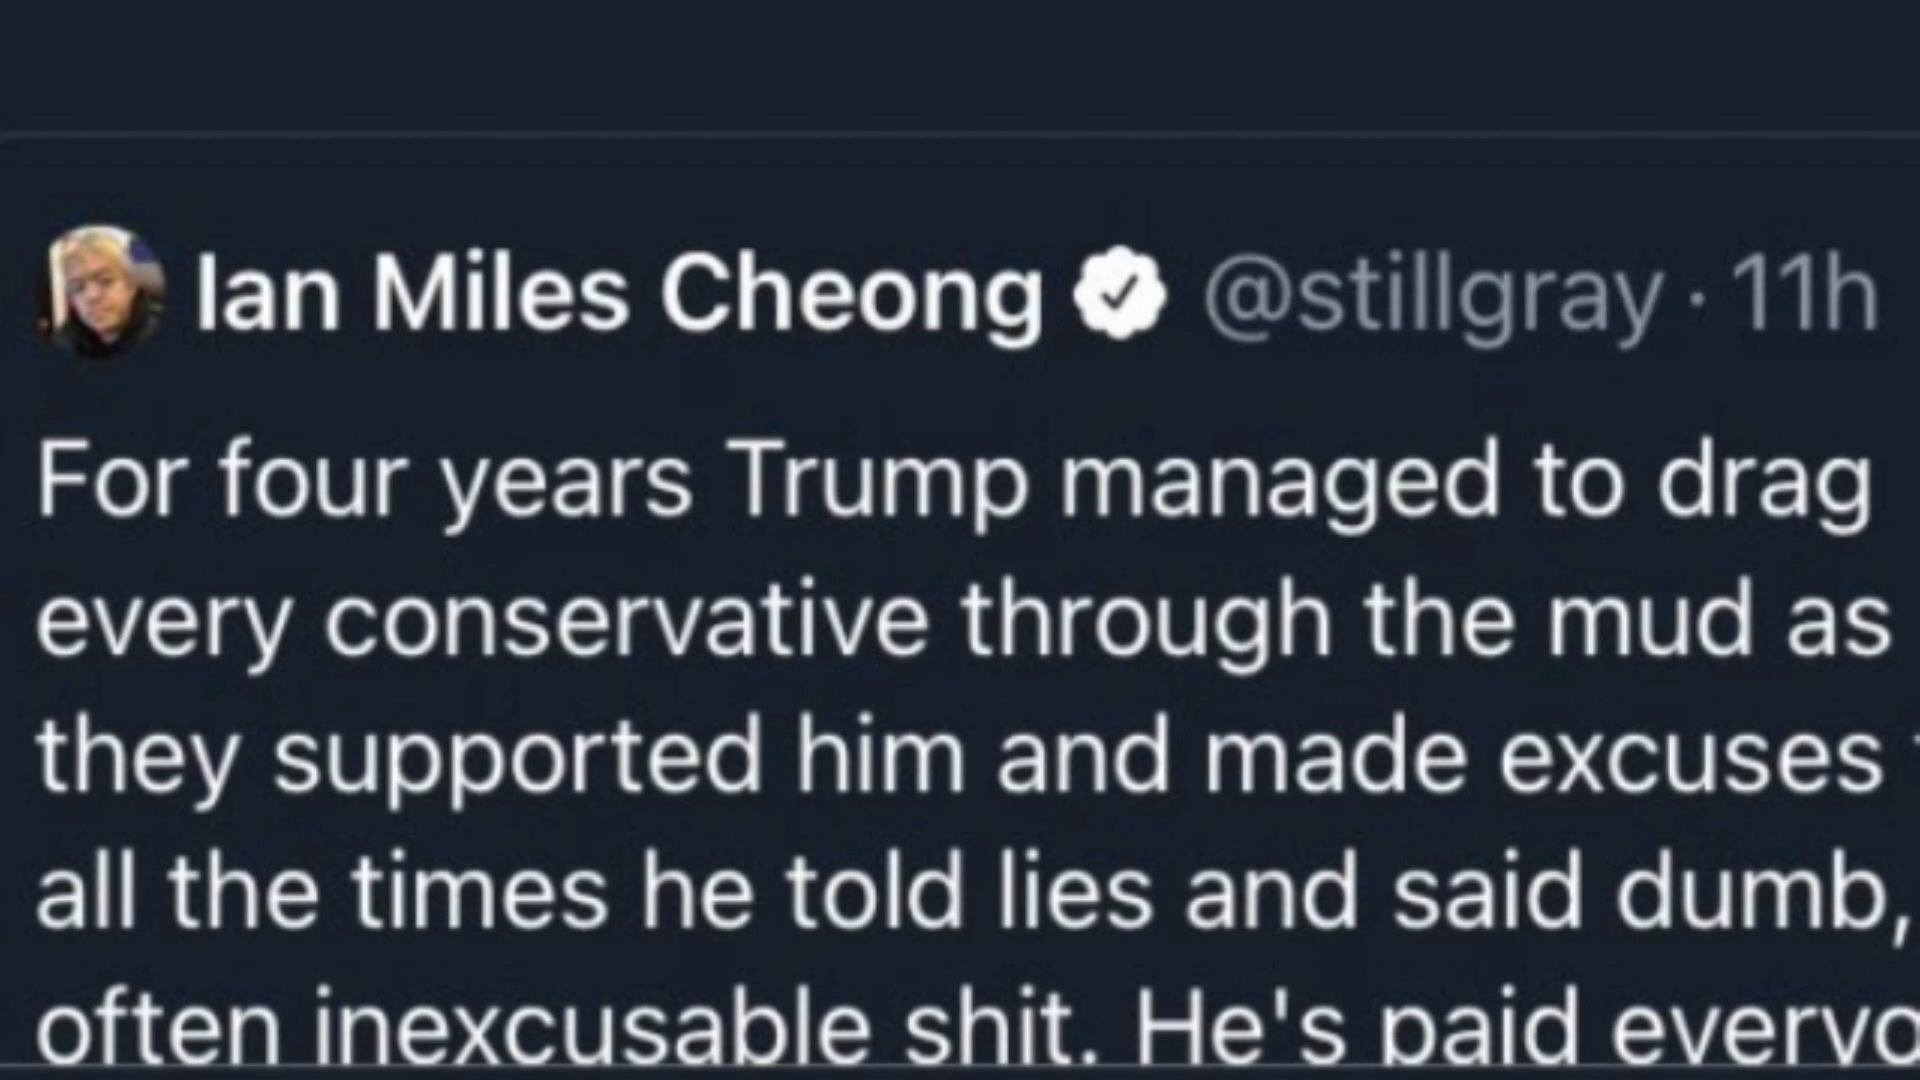 Ian Miles Cheong @stillgray · 11h
For four years Trump managed to drag
every conservative through the mud as
they supported him and made excuses
all the times he told lies and said dumb,
often inexcusable shit. He's paid